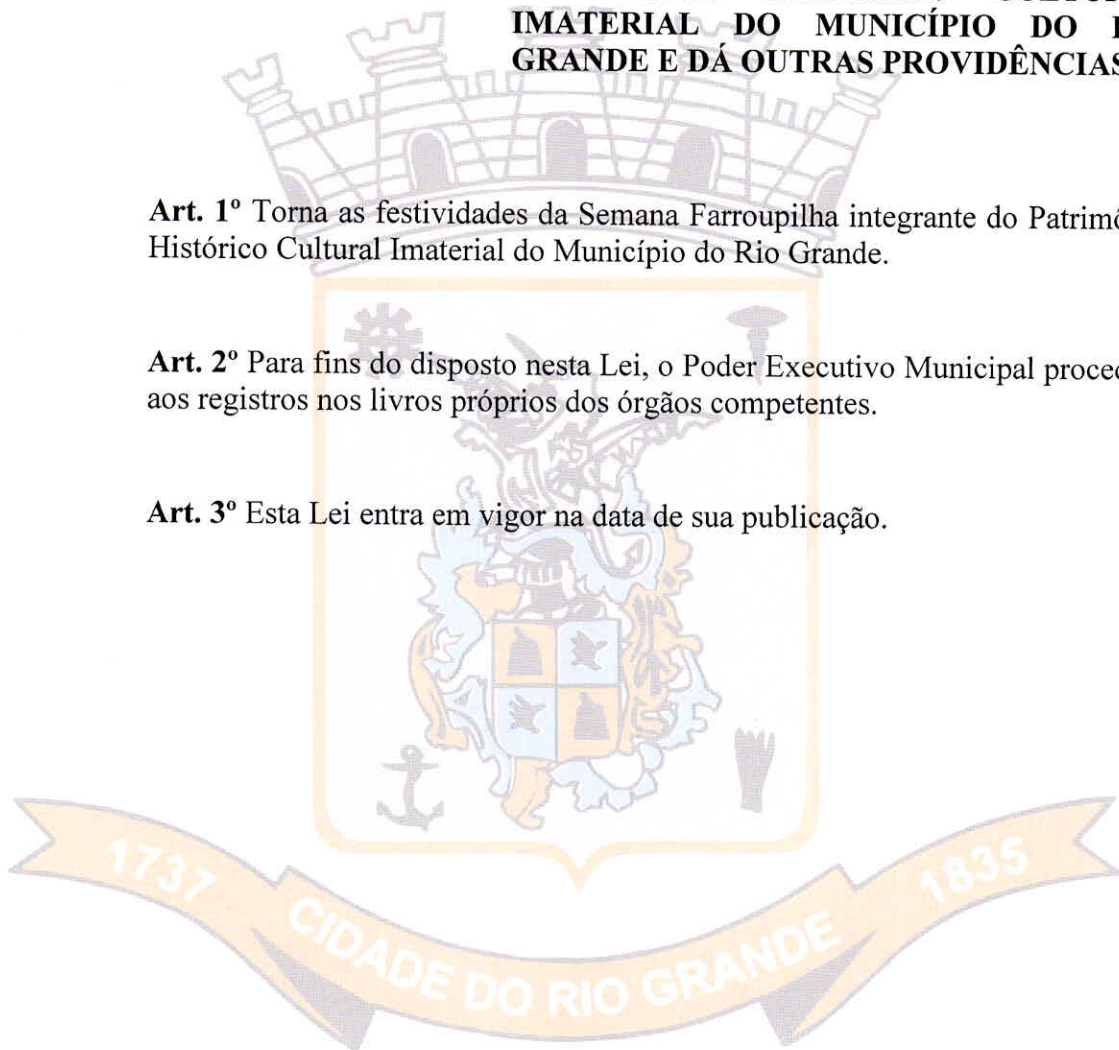 IMATERIAL DO MUNICÍPIO DO
GRANDE E DÁ OUTRAS PROVIDÊNCIAS
Art. 1º Torna as festividades da Semana Farroupilha integrante do Patrimô
Histórico Cultural Imaterial do Município do Rio Grande.
Art. 2º Para fins do disposto nesta Lei, o Poder Executivo Municipal proced
aos registros nos livros próprios dos órgãos competentes.
Art. 3º Esta Lei entra em vigor na data de sua publicação.
1737 CIDADE DO RIO GRANDE 1835